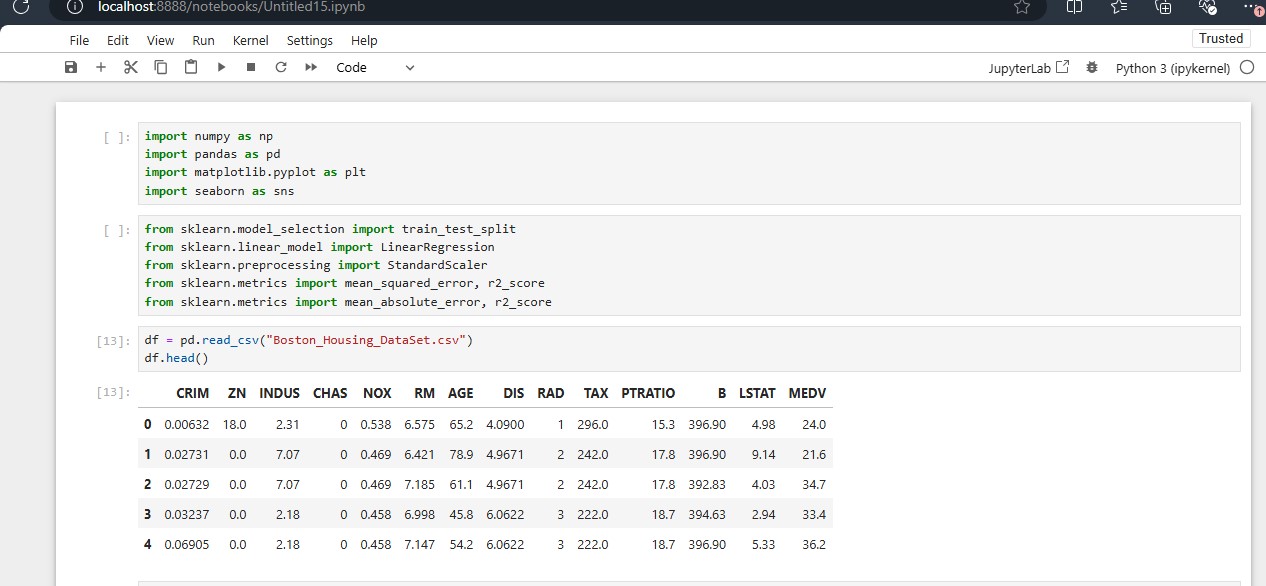 localhost:8888/notebooks/Untitled15.ipynb
File Edit View Run Kernel Settings Help
Trusted
Code
JupyterLab
Python 3 (ipykernel)
[ ]:
import numpy as np
import pandas as pd
import matplotlib.pyplot as plt
import seaborn as sns
[ ]:
from sklearn.model_selection import train_test_split
from sklearn.linear_model import LinearRegression
from sklearn.preprocessing import StandardScaler
from sklearn.metrics import mean_squared_error, r2_score
from sklearn.metrics import mean_absolute_error, r2_score
[13]:
df = pd.read_csv("Boston_Housing_DataSet.csv")
df.head()
[13]:
CRIM ZN INDUS CHAS NOX RM AGE DIS RAD TAX PTRATIO B LSTAT MEDV
0 0.00632 18.0 2.31 0 0.538 6.575 65.2 4.0900 1 296.0 15.3 396.90 4.98 24.0
1 0.02731 0.0 7.07 0 0.469 6.421 78.9 4.9671 2 242.0 17.8 396.90 9.14 21.6
2 0.02729 0.0 7.07 0 0.469 7.185 61.1 4.9671 2 242.0 17.8 392.83 4.03 34.7
3 0.03237 0.0 2.18 0 0.458 6.998 45.8 6.0622 3 222.0 18.7 394.63 2.94 33.4
4 0.06905 0.0 2.18 0 0.458 7.147 54.2 6.0622 3 222.0 18.7 396.90 5.33 36.2